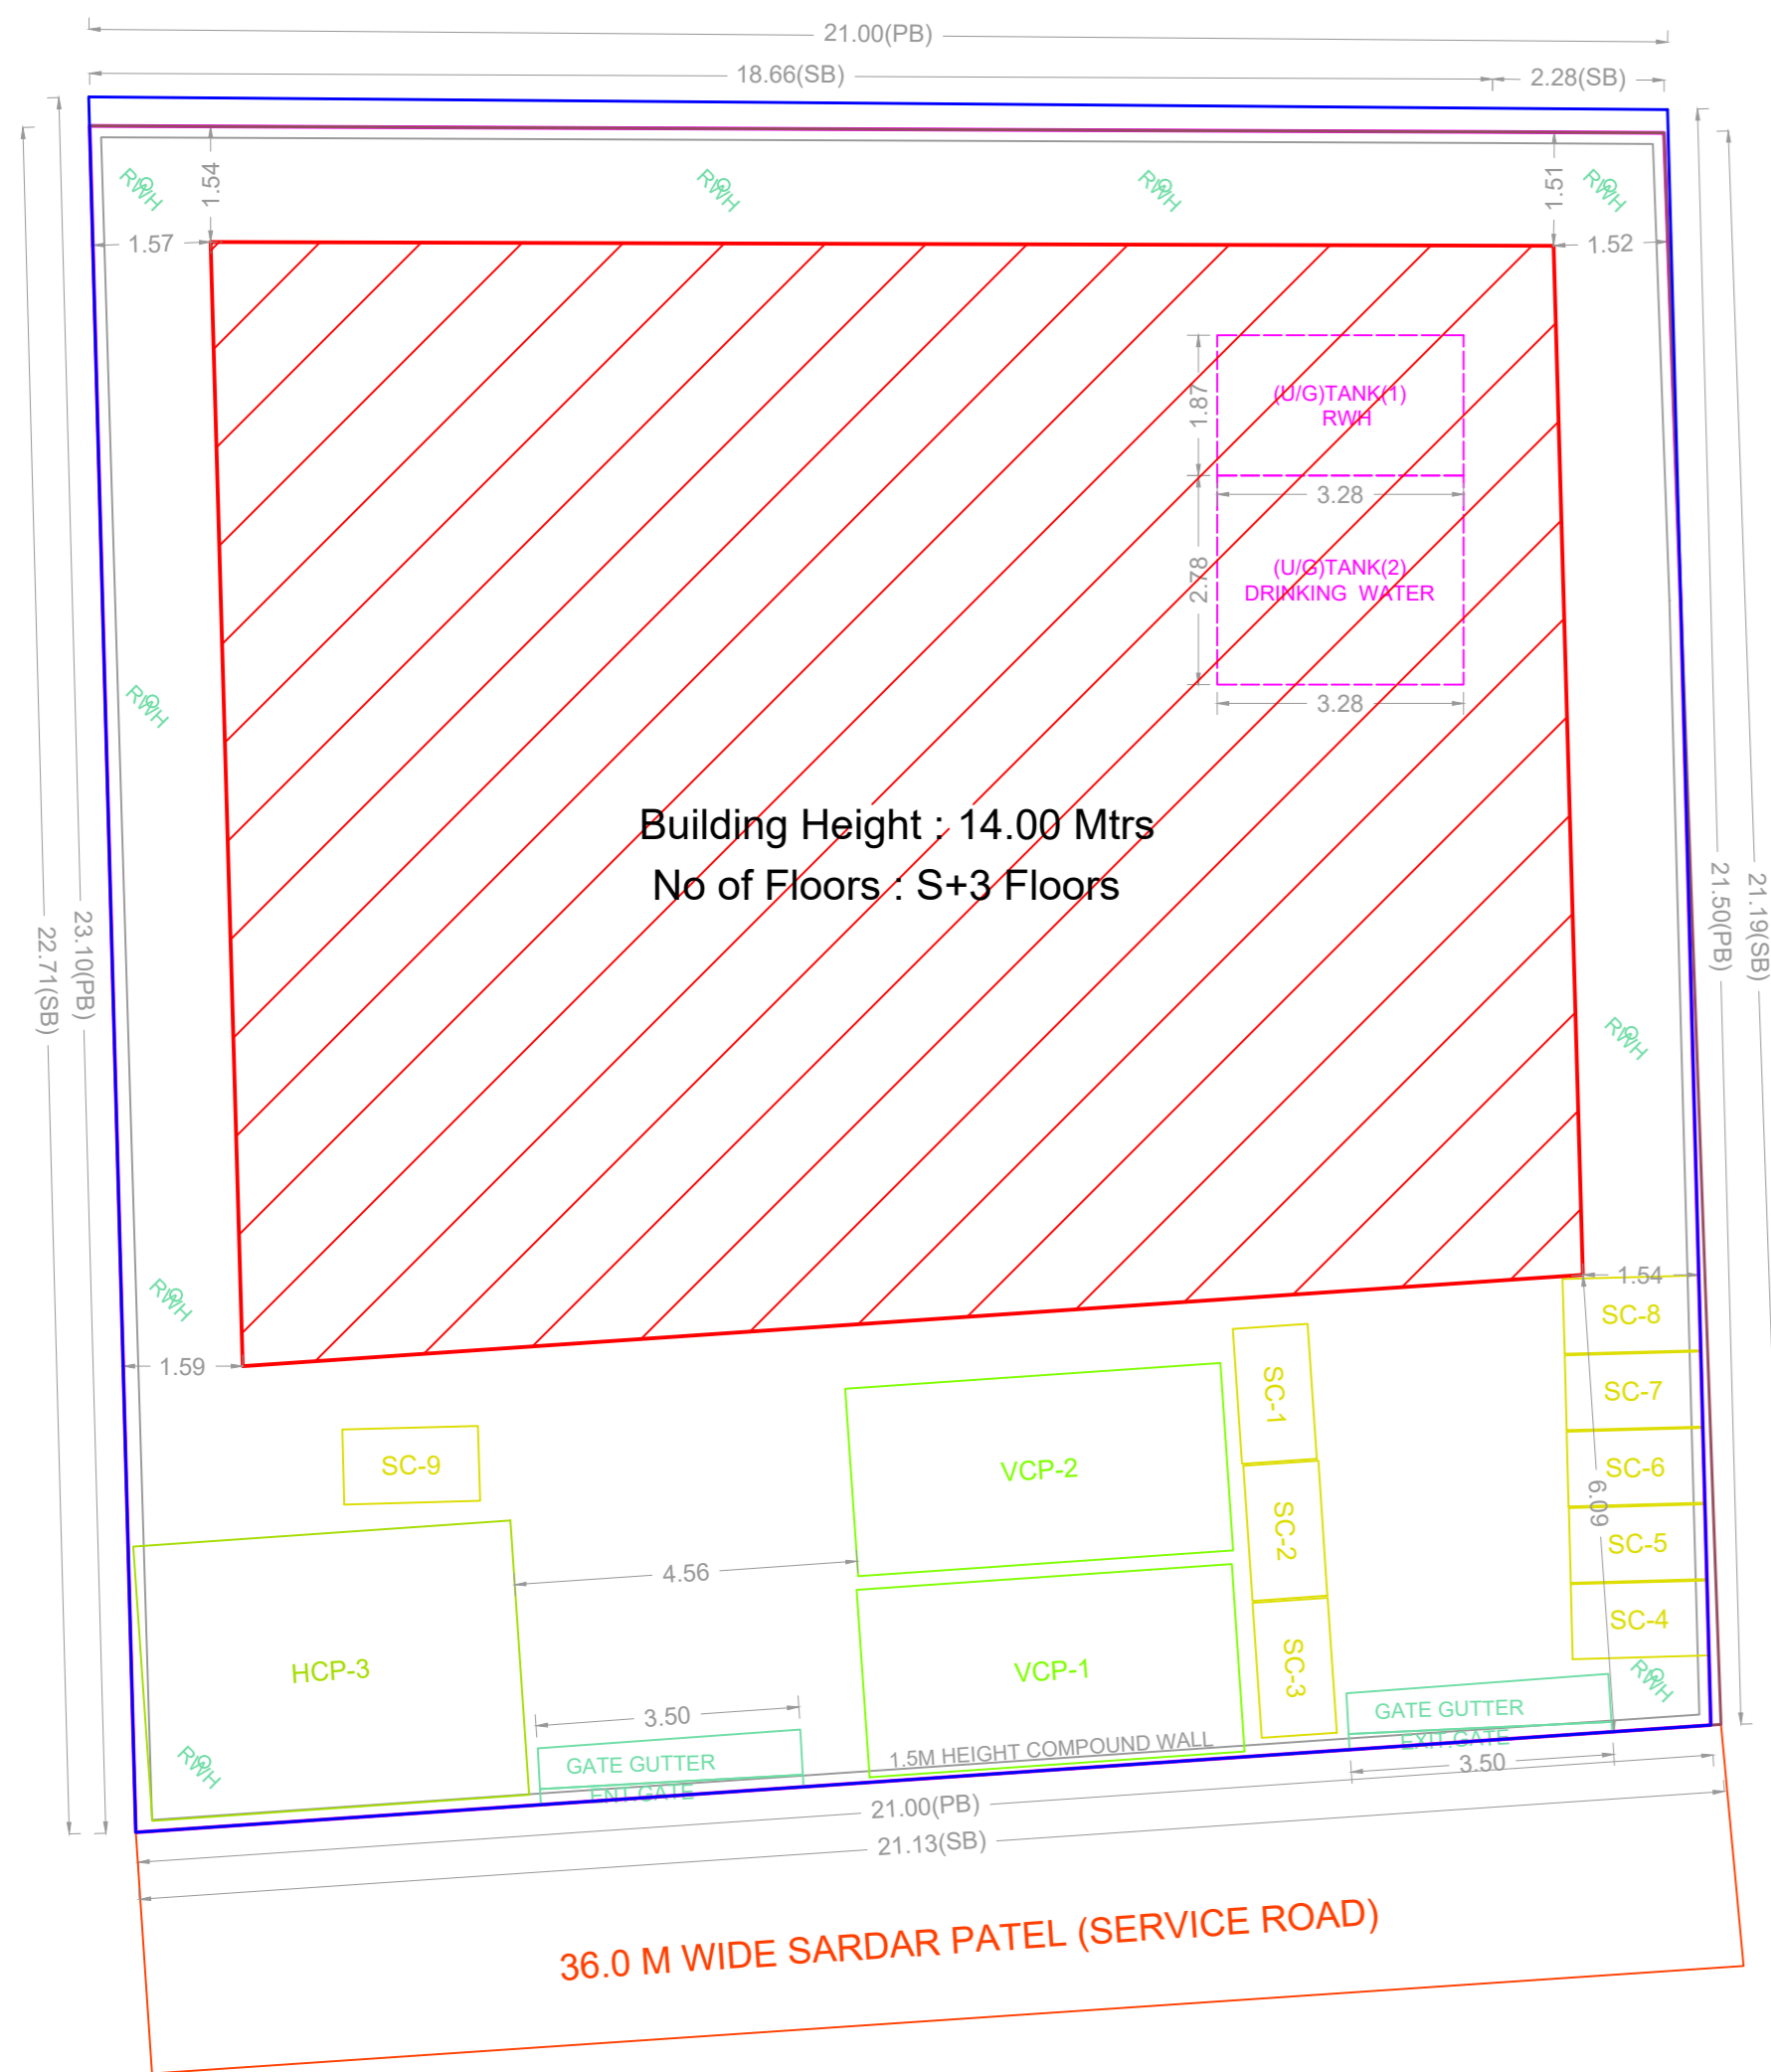 21.00(PB)
18.66(SB)
2.28(SB)
1.54
1.51
RWH
RWH
RWH
RWH
1.57
1.52
1.87
(U/G)TANK(1)
RWH
3.28
2.78
(U/G)TANK(2)
DRINKING WATER
3.28
RWH
Building Height : 14.00 Mtrs
No of Floors : S+3 Floors
22.71(SB)
23.10(PB)
21.50(PB)
21.19(SB)
RWH
RWH
1.54
1.59
SC-8
SC-7
SC-6
SC-5
SC-4
6.09
SC-1
SC-2
SC-3
SC-9
VCP-2
4.56
HCP-3
VCP-1
RWH
3.50
GATE GUTTER
ENT.GATE
1.5M HEIGHT COMPOUND WALL
GATE GUTTER
EXIT.GATE
3.50
RWH
21.00(PB)
21.13(SB)
36.0 M WIDE SARDAR PATEL (SERVICE ROAD)